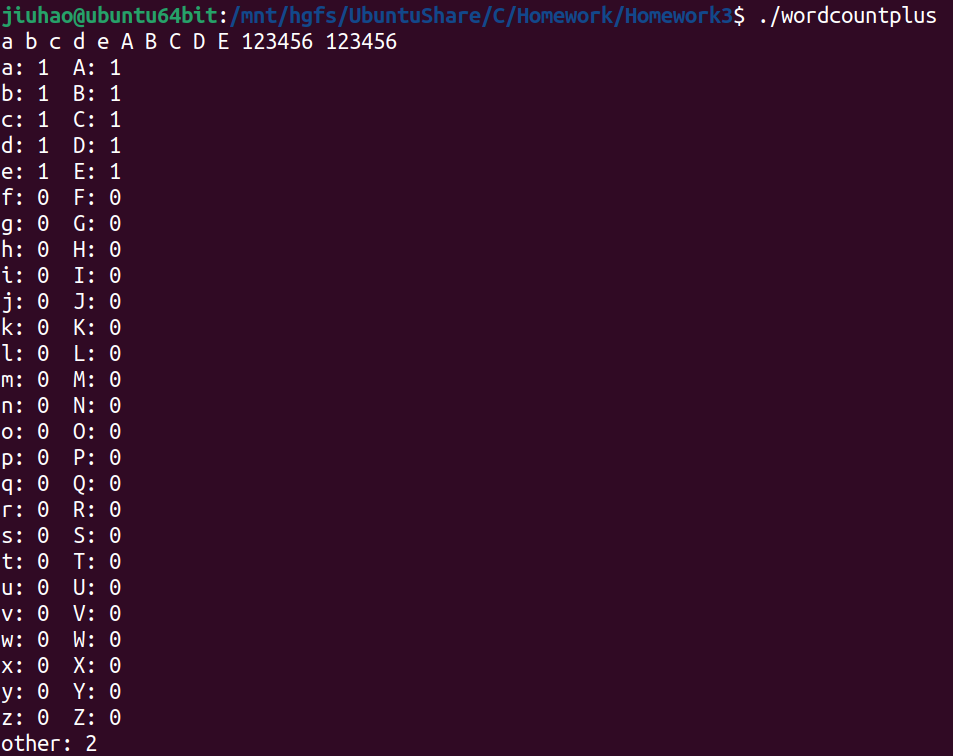 jiuhao@ubuntu64bit:/mnt/hgfs/UbuntuShare/C/Homework/Homework3$ ./wordcountplus
a b c d e A B C D E 123456 123456
a: 1  A: 1
b: 1  B: 1
c: 1  C: 1
d: 1  D: 1
e: 1  E: 1
f: 0  F: 0
g: 0  G: 0
h: 0  H: 0
i: 0  I: 0
j: 0  J: 0
k: 0  K: 0
l: 0  L: 0
m: 0  M: 0
n: 0  N: 0
o: 0  O: 0
p: 0  P: 0
q: 0  Q: 0
r: 0  R: 0
s: 0  S: 0
t: 0  T: 0
u: 0  U: 0
v: 0  V: 0
w: 0  W: 0
x: 0  X: 0
y: 0  Y: 0
z: 0  Z: 0
other: 2